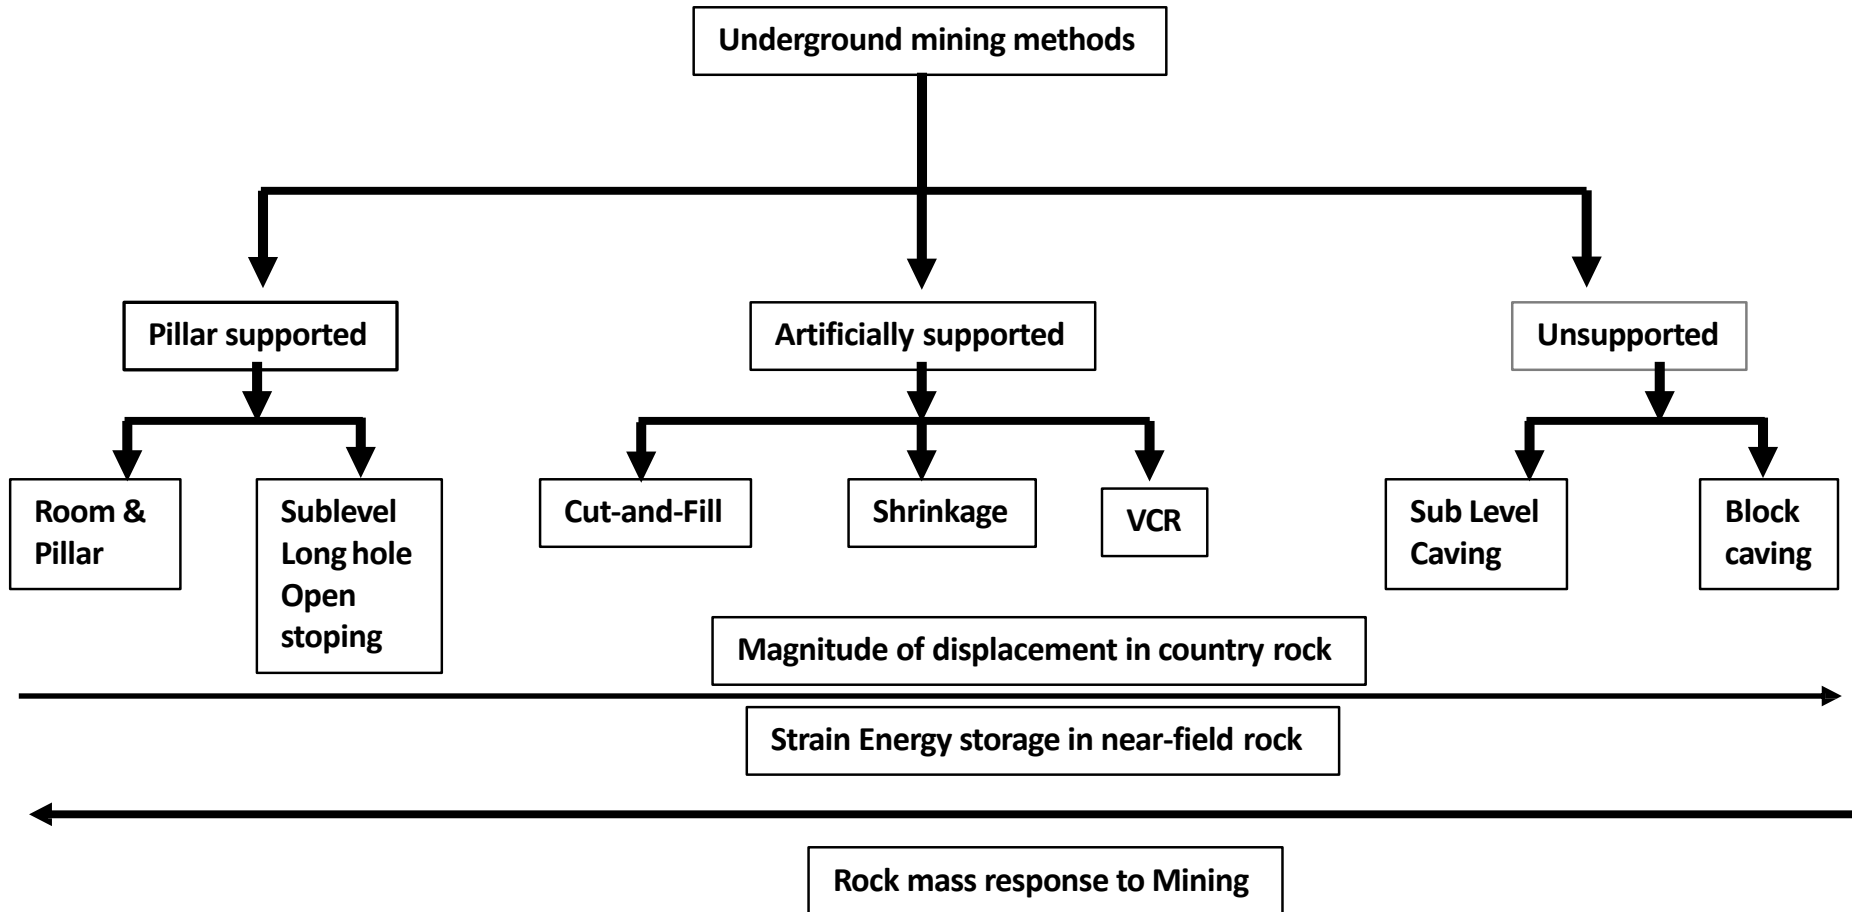 Underground mining methods
Pillar supported
Artificially supported
Unsupported
Room &
Pillar
Sublevel
Long hole
Open
stoping
Cut-and-Fill
Shrinkage
VCR
Sub Level
Caving
Block
caving
Magnitude of displacement in country rock
Strain Energy storage in near-field rock
Rock mass response to Mining